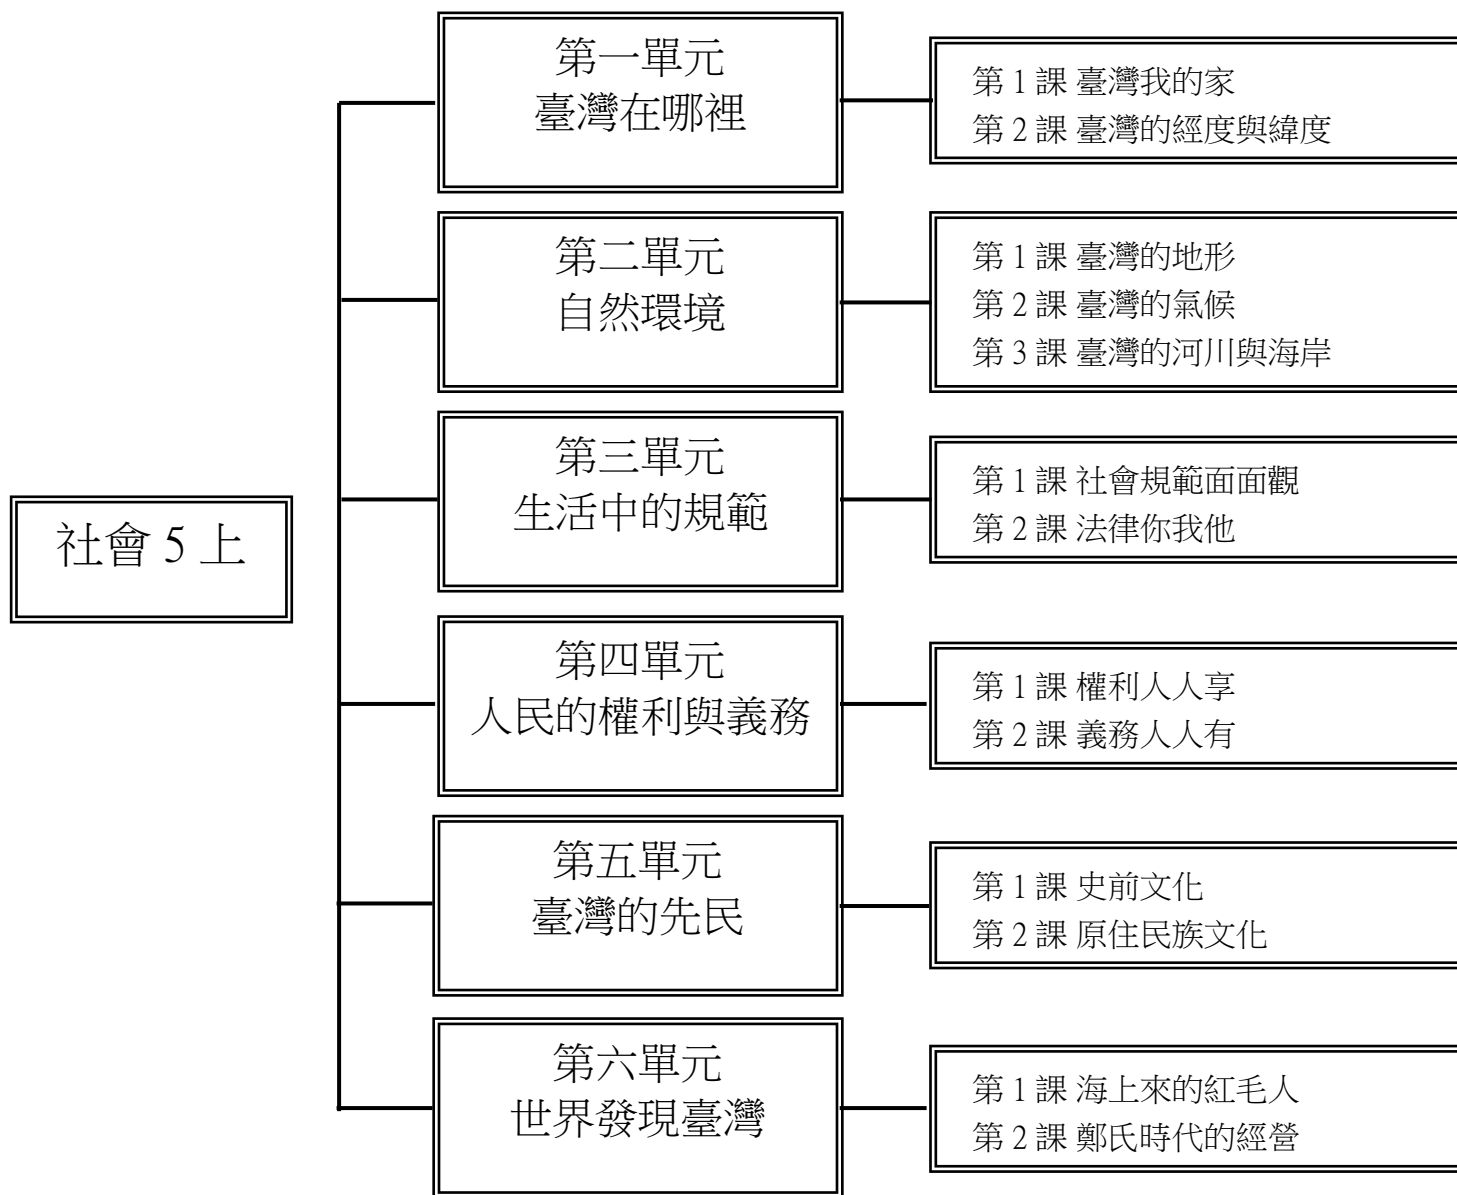 社會 5 上
第一單元
臺灣在哪裡
第 1 課 臺灣我的家
第 2 課 臺灣的經度與緯度
第二單元
自然環境
第 1 課 臺灣的地形
第 2 課 臺灣的氣候
第 3 課 臺灣的河川與海岸
第三單元
生活中的規範
第 1 課 社會規範面面觀
第 2 課 法律你我他
第四單元
人民的權利與義務
第 1 課 權利人人享
第 2 課 義務人人有
第五單元
臺灣的先民
第 1 課 史前文化
第 2 課 原住民族文化
第六單元
世界發現臺灣
第 1 課 海上來的紅毛人
第 2 課 鄭氏時代的經營